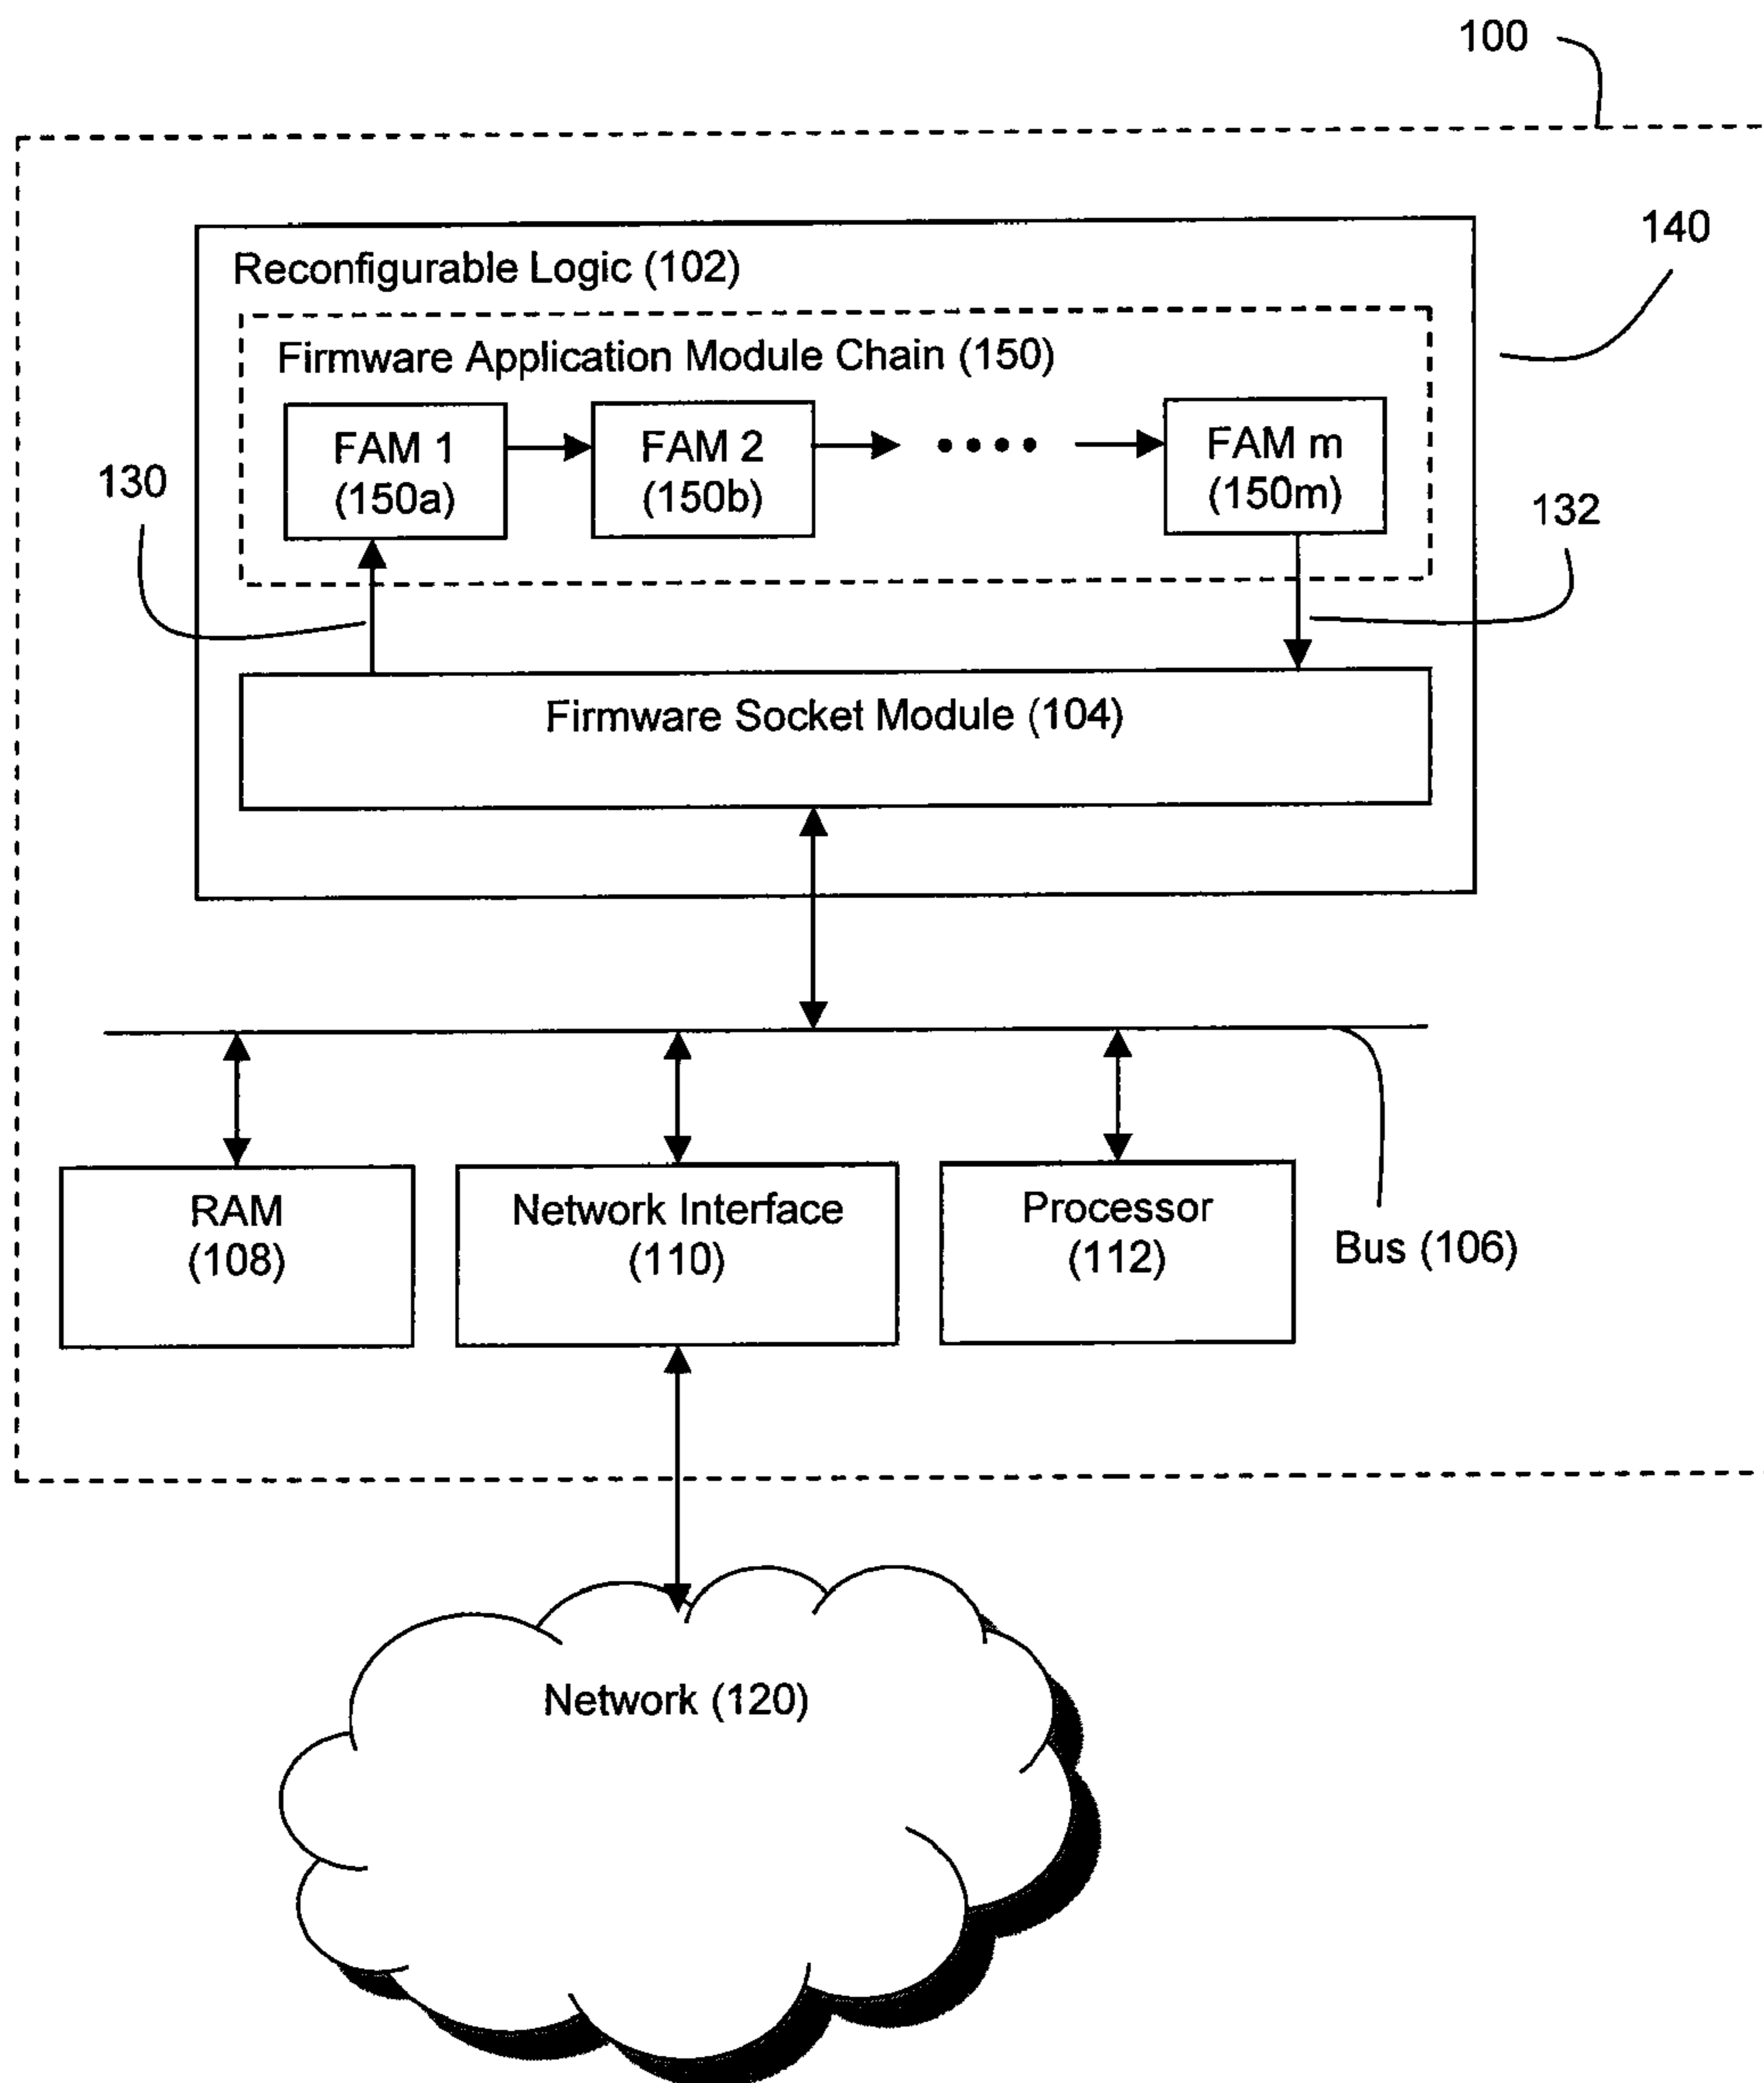 100
140
Reconfigurable Logic (102)
Firmware Application Module Chain (150)
FAM 1
(150a)
FAM 2
(150b)
FAM m
(150m)
130
132
Firmware Socket Module (104)
RAM
(108)
Network Interface
(110)
Processor
(112)
Bus (106)
Network (120)